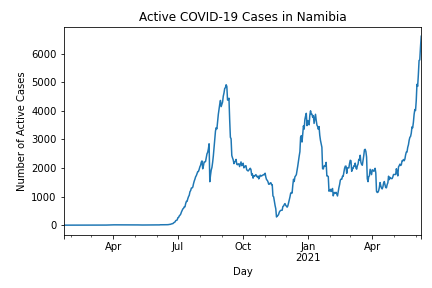 Active COVID-19 Cases in Namibia
Number of Active Cases
6000
5000
4000
3000
2000
1000
0
Apr
Jul
Oct
Jan
2021
Apr
Day